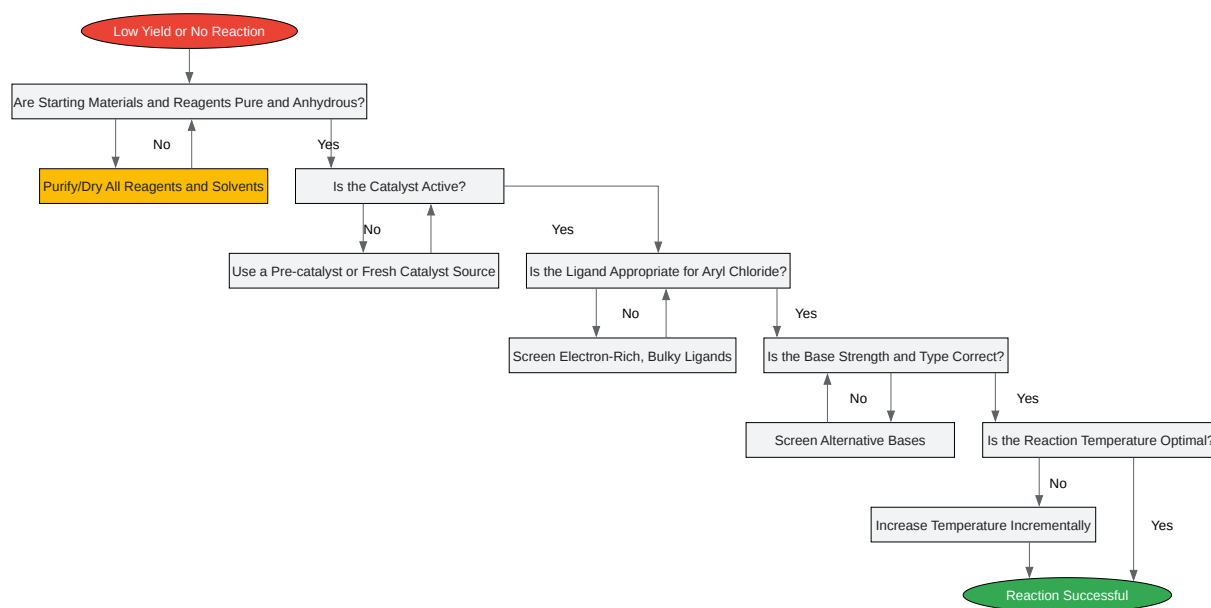 Low Yield or No Reaction
Are Starting Materials and Reagents Pure and Anhydrous?
No
Yes
Purify/Dry All Reagents and Solvents
Is the Catalyst Active?
No
Yes
Use a Pre-catalyst or Fresh Catalyst Source
Is the Ligand Appropriate for Aryl Chloride?
No
Yes
Screen Electron-Rich, Bulky Ligands
Is the Base Strength and Type Correct?
No
Yes
Screen Alternative Bases
Is the Reaction Temperature Optimal?
No
Increase Temperature Incrementally
Yes
Reaction Successful